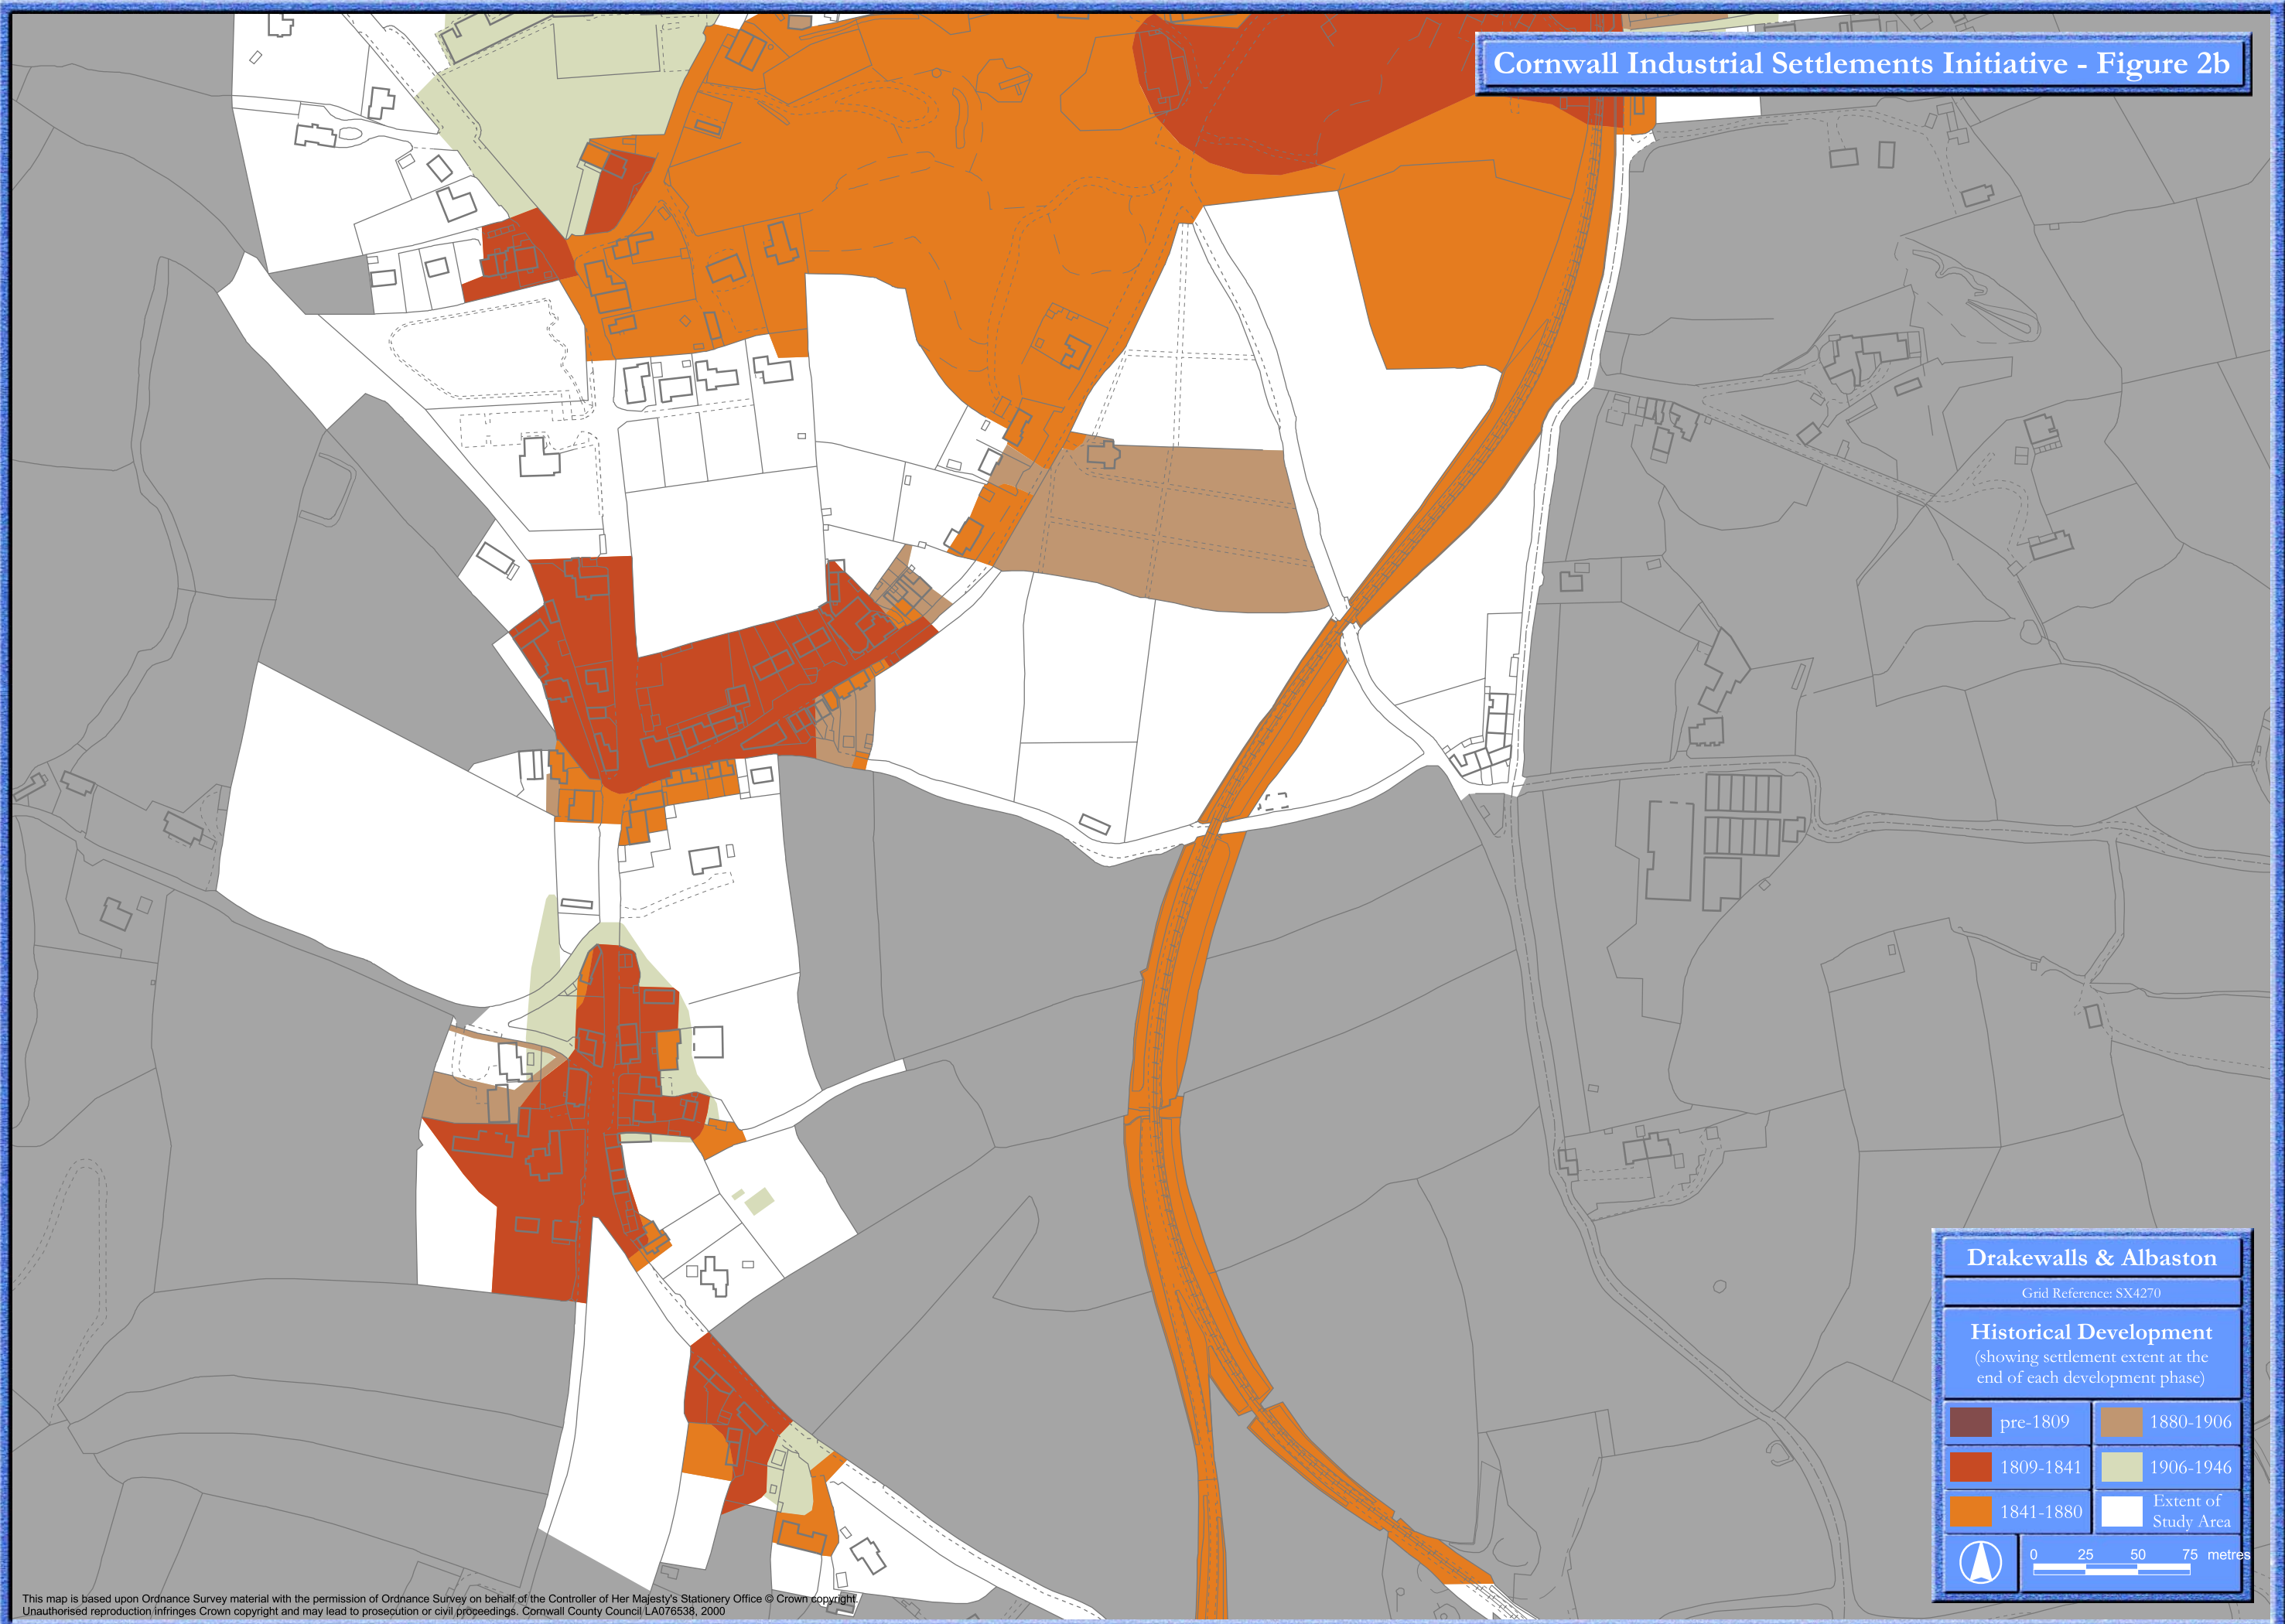 Cornwall Industrial Settlements Initiative - Figure 2b
Drakewalls & Albaston
Grid Reference: SX4270
Historical Development
(showing settlement extent at the
end of each development phase)
pre-1809
1880-1906
1809-1841
1906-1946
1841-1880
Extent of
Study Area
0 25 50 75 metres
This map is based upon Ordnance Survey material with the permission of Ordnance Survey on behalf of the Controller of Her Majesty's Stationery Office © Crown copyright.
Unauthorised reproduction infringes Crown copyright and may lead to prosecution or civil proceedings. Cornwall County Council LA076538, 2000